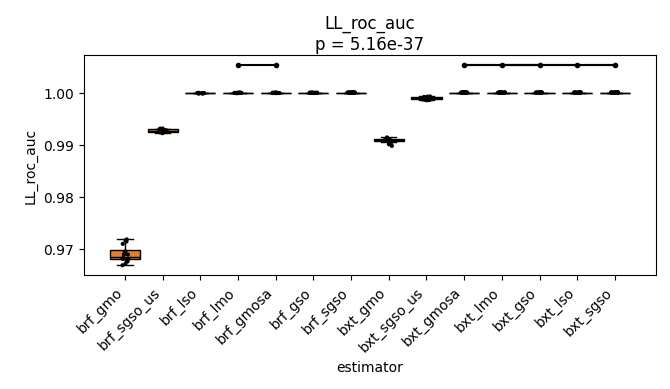 LL_roc_auc
p = 5.16e-37
LL_roc_auc
1.00
0.99
0.98
0.97
brf_gmo
brf_sgso_us
brf_lso
brf_lmo
brf_gmosa
brf_gso
brf_sgso
bxt_gmo
bxt_sgso_us
bxt_gmosa
bxt_lmo
bxt_gso
bxt_lso
bxt_sgso
estimator